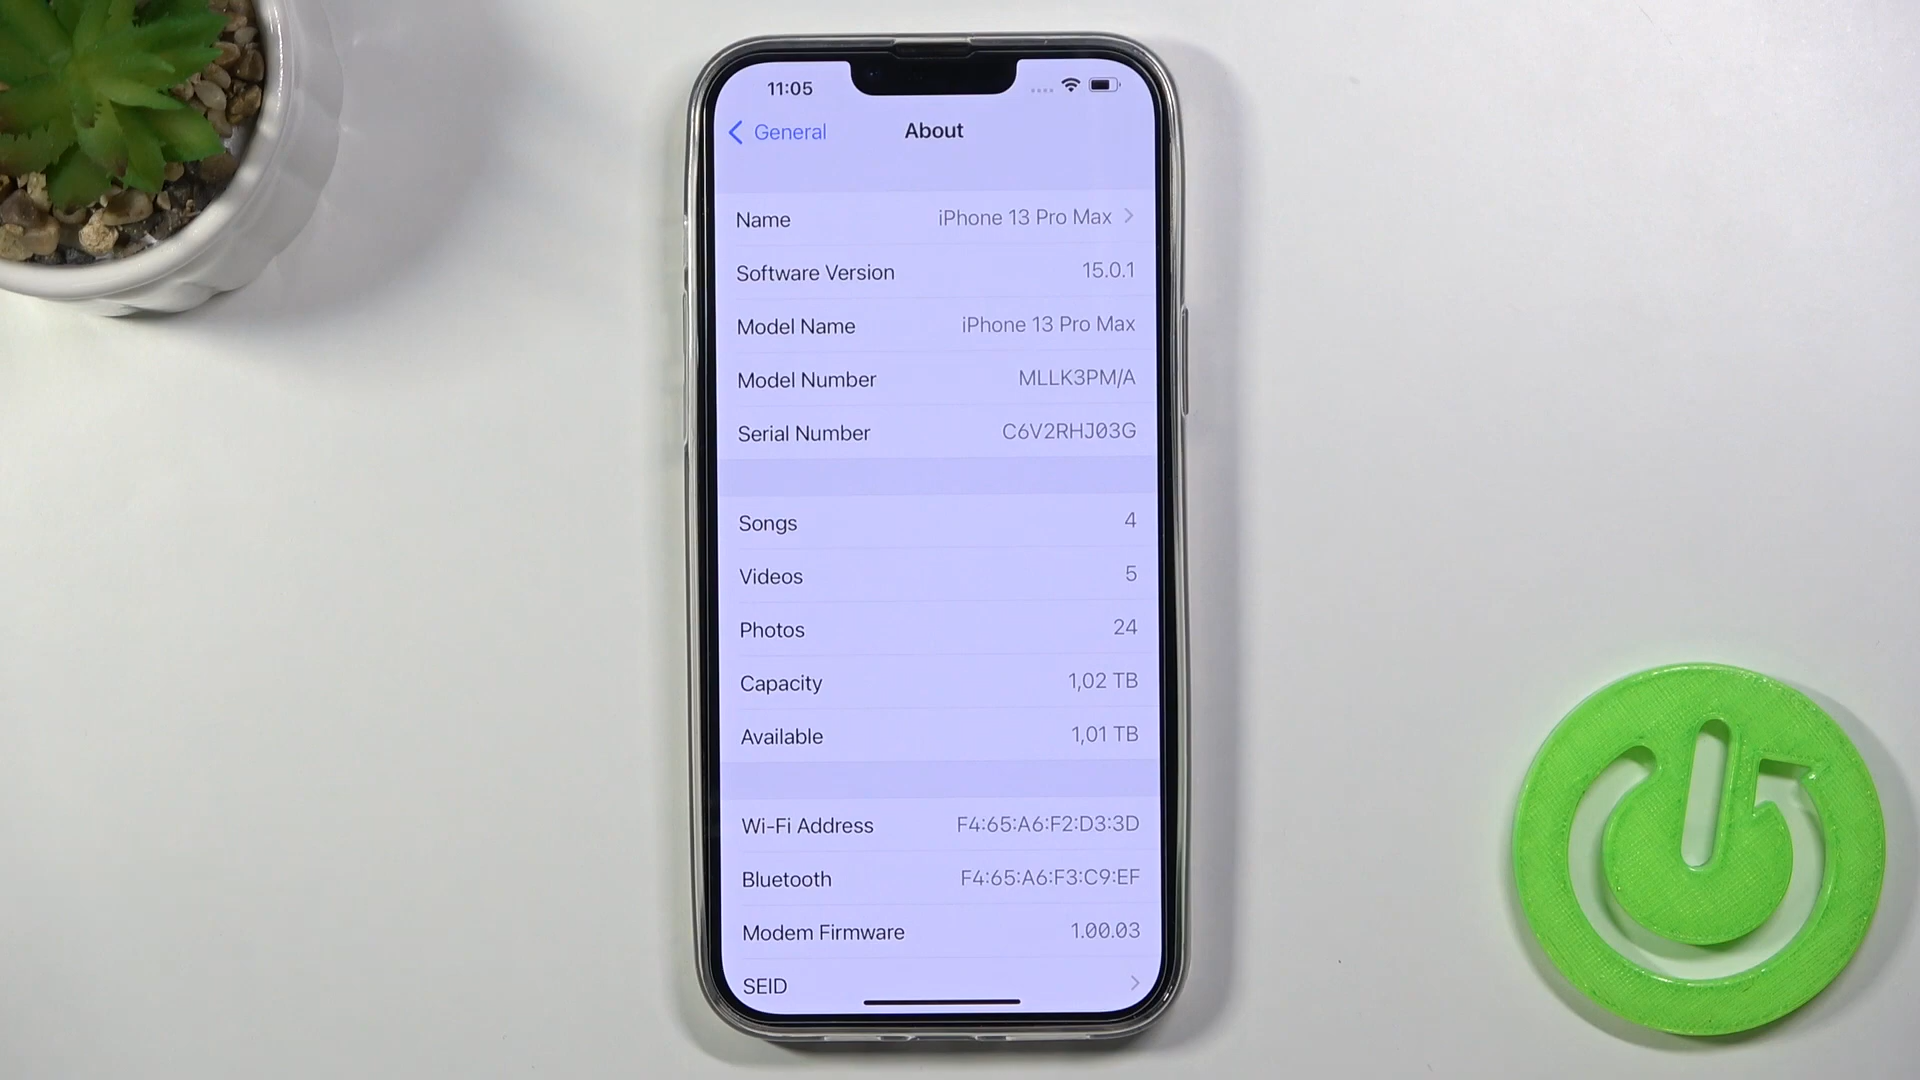 11:05
General
About
Name iPhone 13 Pro Max
Software Version 15.0.1
Model Name iPhone 13 Pro Max
Model Number MLLK3PM/A
Serial Number C6V2RHJ03G
Songs 4
Videos 5
Photos 24
Capacity 1,02 TB
Available 1,01 TB
Wi-Fi Address F4:65:A6:F2:D3:3D
Bluetooth F4:65:A6:F3:C9:EF
Modem Firmware 1.00.03
SEID